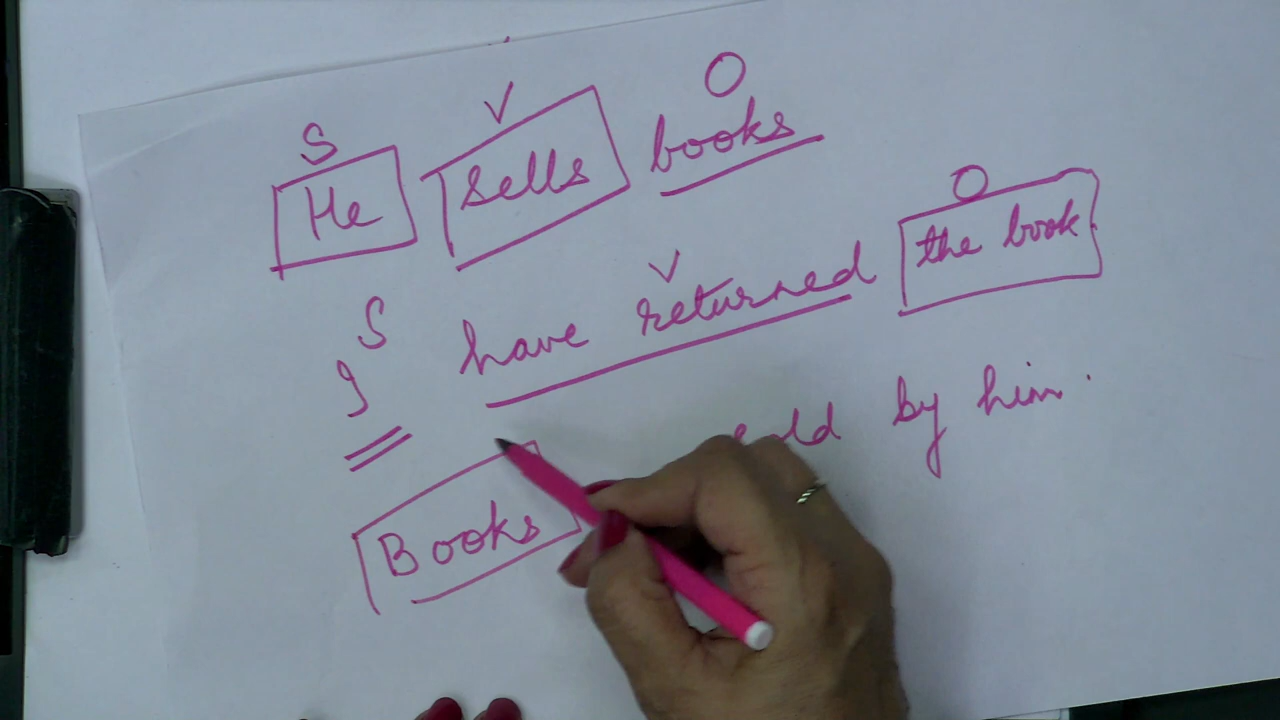 S V O
He sells books
S V O
I have returned the book
Books sold by him.